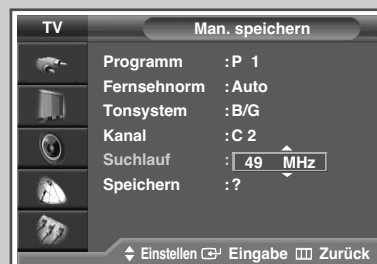 TV
Man. speichern
Programm : P 1
Fernsehnorm : Auto
Tonsystem : B/G
Kanal : C 2
Suchlauf : 49 MHz
Speichern : ?
Einstellen Eingabe Zurück